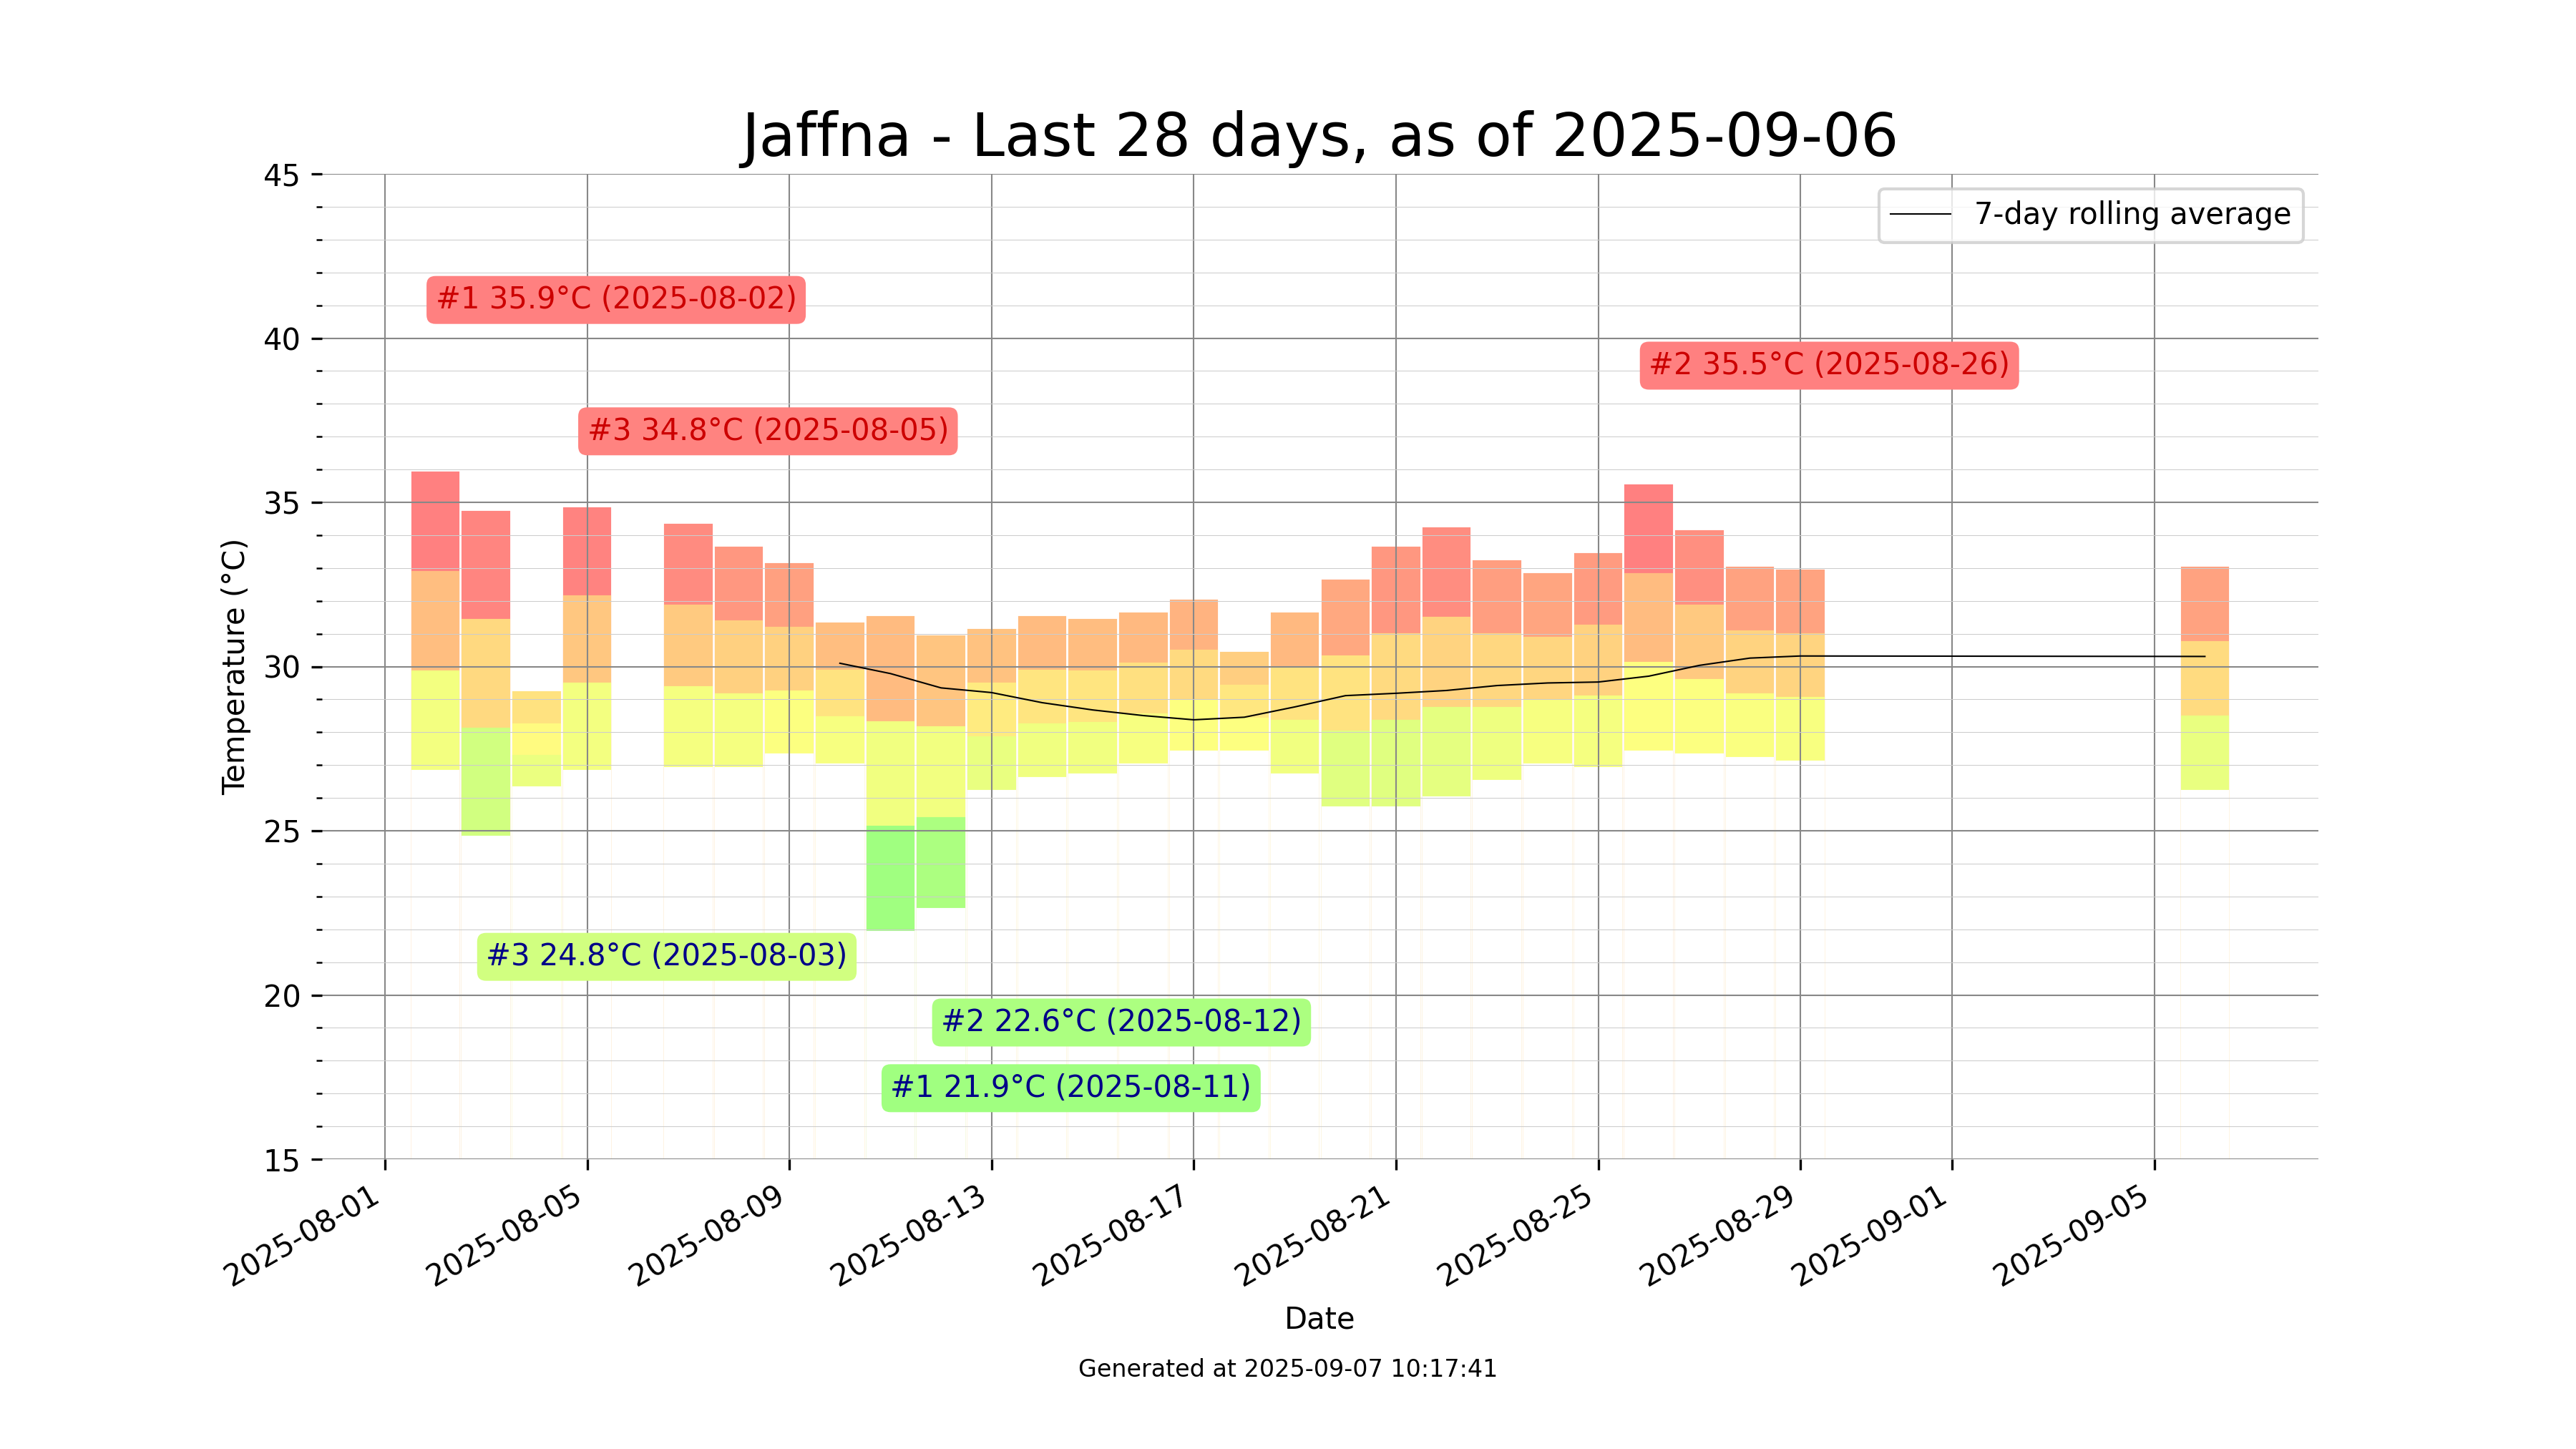 Jaffna - Last 28 days, as of 2025-09-06
45
7-day rolling average
#1 35.9°C (2025-08-02)
40
#2 35.5°C (2025-08-26)
#3 34.8°C (2025-08-05)
35
Temperature (°C)
30
25
#3 24.8°C (2025-08-03)
20
#2 22.6°C (2025-08-12)
#1 21.9°C (2025-08-11)
15
2025-08-01
2025-08-05
2025-08-09
2025-08-13
2025-08-17
2025-08-21
2025-08-25
2025-08-29
2025-09-01
2025-09-05
Date
Generated at 2025-09-07 10:17:41